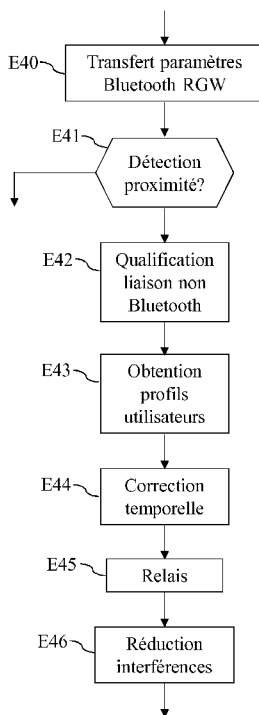 E40
Transfert paramètres
Bluetooth RGW
E41
Détection
proximité?
E42
Qualification
liaison non
Bluetooth
E43
Obtention
profils
utilisateurs
E44
Correction
temporelle
E45
Relais
E46
Réduction
interférences